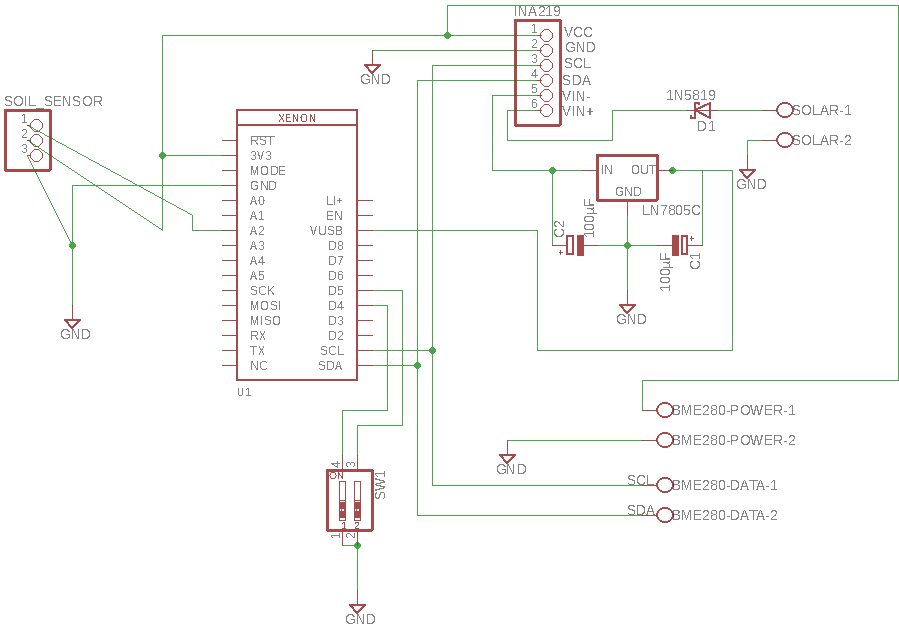 INA219
1 VCC
2 GND
3 SCL
4 SDA
5 VIN-
6 VIN+
GND
SOIL_SENSOR
1
2
3
GND
XENON
RST
3V3
MODE
GND
A0
A1
A2
A3
A4
A5
SCK
MOSI
MISO
RX
TX
NC
LI+
EN
VUSB
D8
D7
D6
D5
D4
D3
D2
SCL
SDA
U1
1N5819
D1
SOLAR-1
SOLAR-2
GND
IN OUT
GND
LN7805C
C2
100µF
+
100µF
C1
+
GND
BME280-POWER-1
BME280-POWER-2
GND
SCL BME280-DATA-1
SDA BME280-DATA-2
4 3
ON
SW1
1 2
1 2
GND